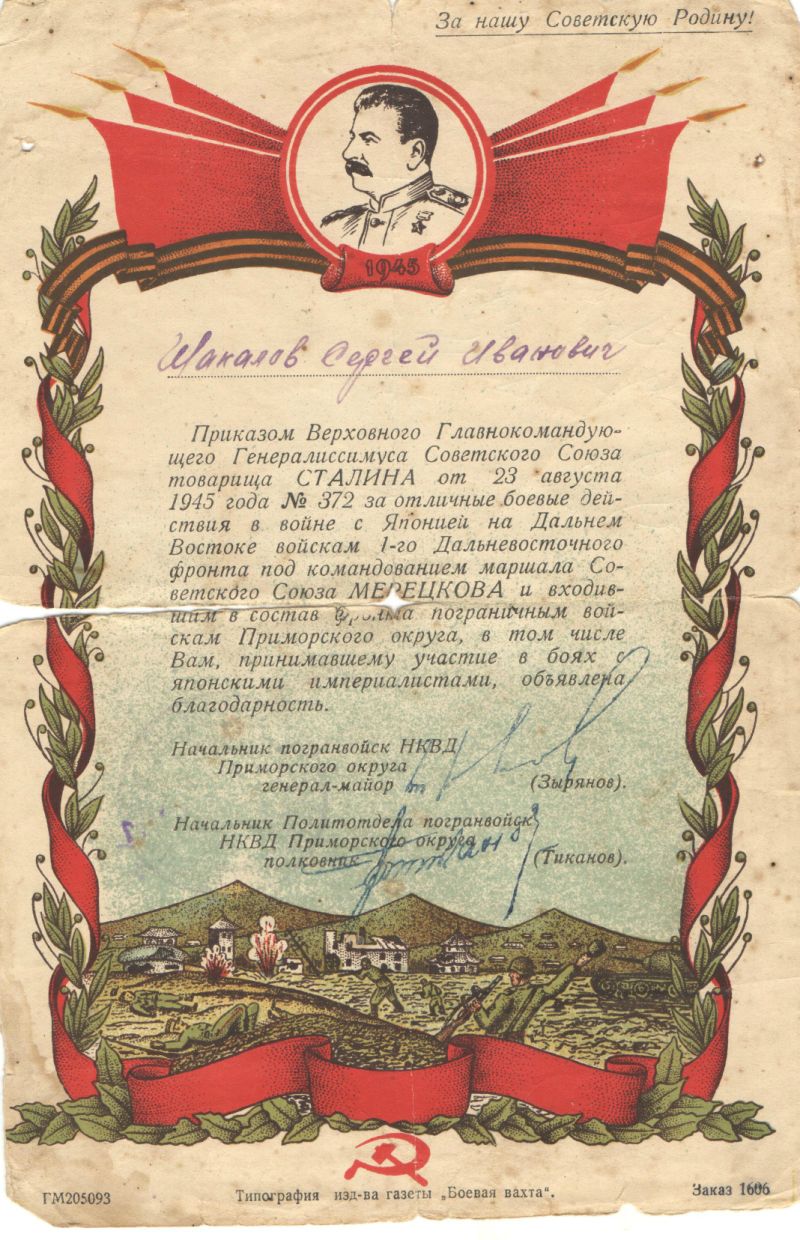 За нашу Советскую Родину!
1945
Шакалов Сергей Иванович
Приказом Верховного Главнокомандую-
щего Генералиссимуса Советского Союза
товарища СТАЛИНА от 23 августа
1945 года № 372 за отличные боевые дей-
ствия в войне с Японией на Дальнем
Востоке войскам 1-го Дальневосточного
фронта под командованием маршала Со-
ветского Союза МЕРЕЦКОВА и входив-
шим в состав фронта пограничным вой-
скам Приморского округа, в том числе
Вам, принимавшему участие в боях с
японскими империалистами, объявлена
благодарность.
Начальник погранвойск НКВД
Приморского округа
генерал-майор (Зырянов).
Начальник Политотдела погранвойск
НКВД Приморского округа
полковник (Тиканов).
ГМ205093
Типография изд-ва газеты „Боевая вахта“.
Заказ 1606